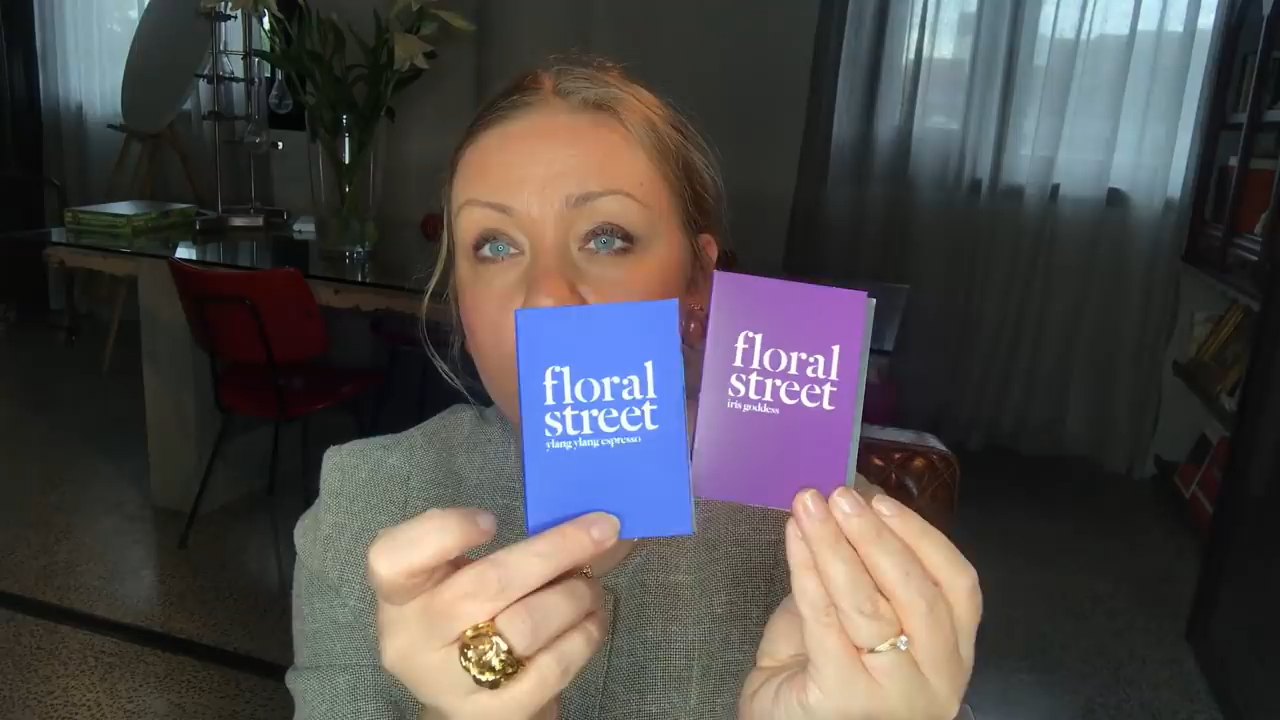 floral
street
ylang ylang espresso
floral
street
iris goddess